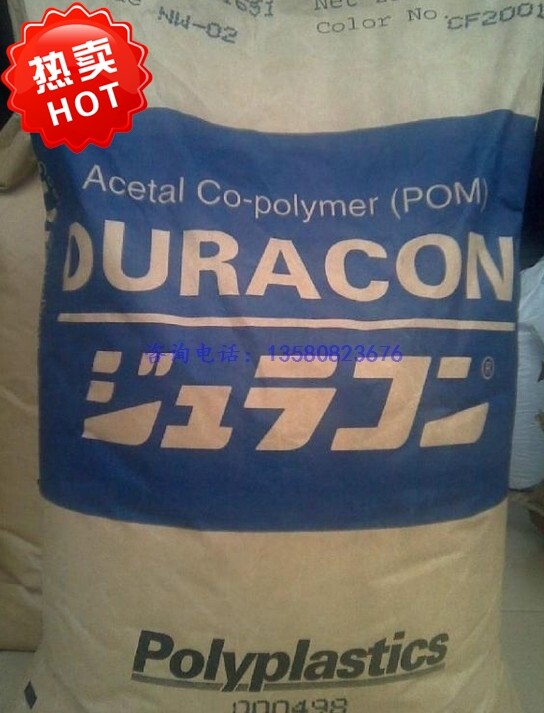 热卖
HOT
NW-02
Color No.
CF2001
Acetal Co-polymer (POM)
DURACON
咨询电话：13580823676
ジュラコン®
Polyplastics
D00498